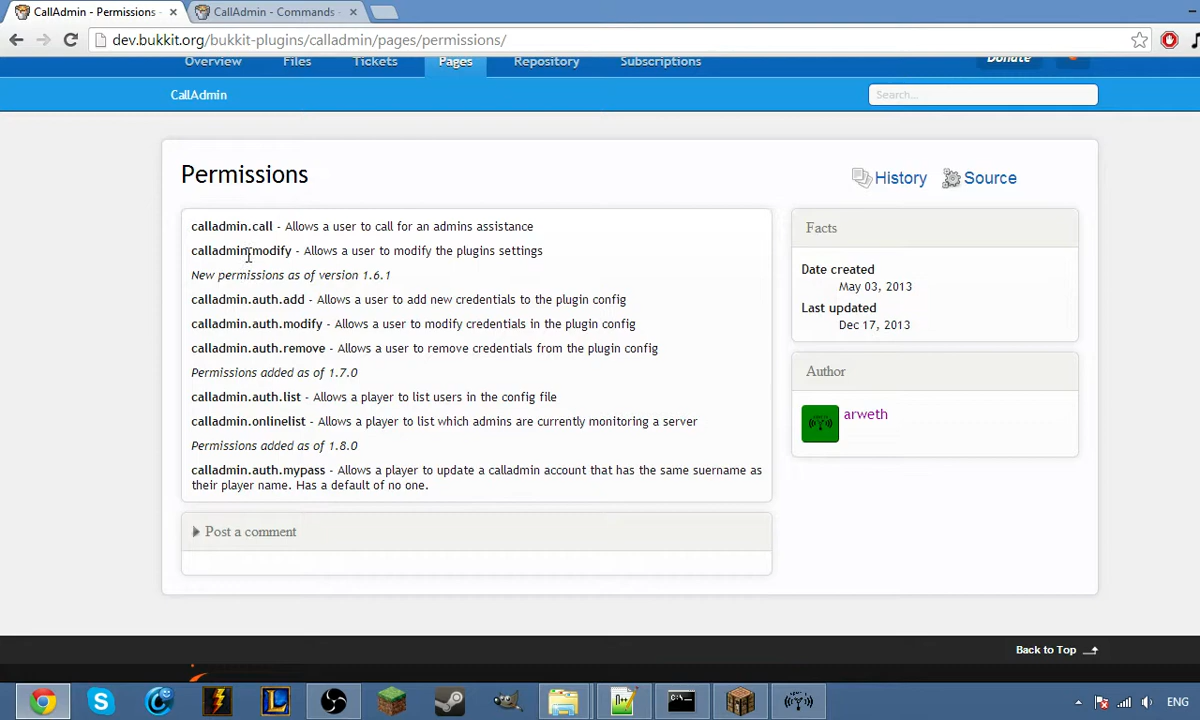 CallAdmin - Permissions
CallAdmin - Commands -
dev.bukkit.org/bukkit-plugins/calladmin/pages/permissions/
Overview Files Tickets Pages Repository Subscriptions Donate
CallAdmin Search...
Permissions
History Source
calladmin.call - Allows a user to call for an admins assistance
calladmin.modify - Allows a user to modify the plugins settings
New permissions as of version 1.6.1
calladmin.auth.add - Allows a user to add new credentials to the plugin config
calladmin.auth.modify - Allows a user to modify credentials in the plugin config
calladmin.auth.remove - Allows a user to remove credentials from the plugin config
Permissions added as of 1.7.0
calladmin.auth.list - Allows a player to list users in the config file
calladmin.onlinelist - Allows a player to list which admins are currently monitoring a server
Permissions added as of 1.8.0
calladmin.auth.mypass - Allows a player to update a calladmin account that has the same suername as
their player name. Has a default of no one.
Facts
Date created
May 03, 2013
Last updated
Dec 17, 2013
Author
arweth
Post a comment
Back to Top
ENG